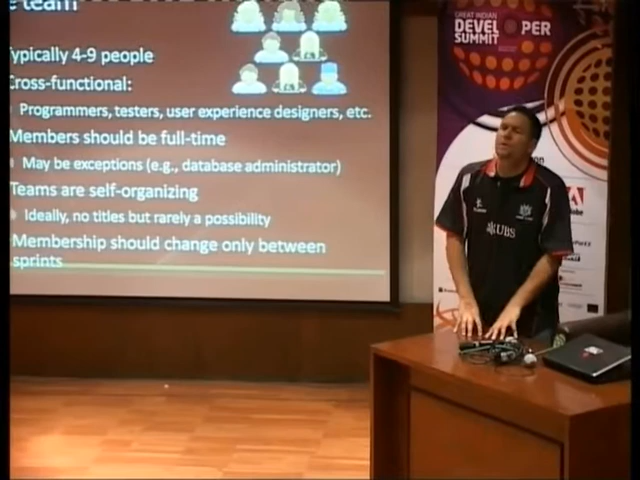 team
Typically 4-9 people
Cross-functional:
Programmers, testers, user experience designers, etc.
Members should be full-time
May be exceptions (e.g., database administrator)
Teams are self-organizing
Ideally, no titles but rarely a possibility
Membership should change only between
sprints
GREAT INDIAN
DEVEL PER
SUMMIT
UBS
Adobe